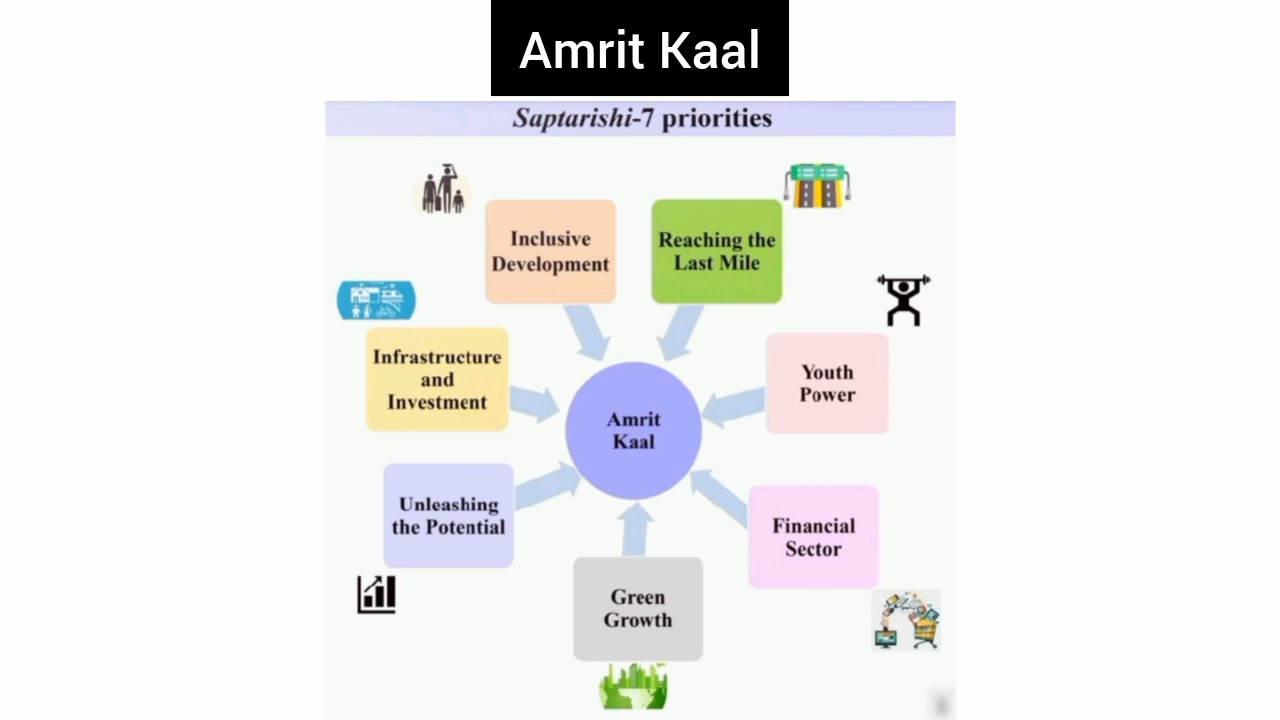 Amrit Kaal
Saptarishi-7 priorities
Inclusive
Development
Reaching the
Last Mile
Infrastructure
and
Investment
Youth
Power
Amrit
Kaal
Unleashing
the Potential
Financial
Sector
Green
Growth